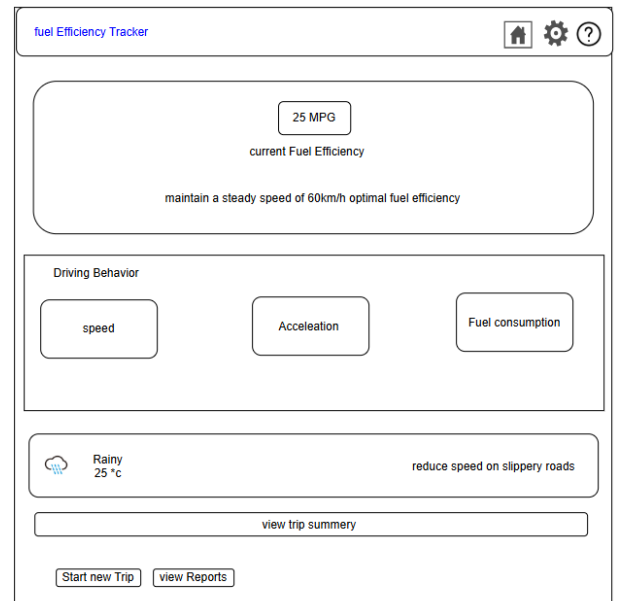 fuel Efficiency Tracker
?
25 MPG
current Fuel Efficiency
maintain a steady speed of 60km/h optimal fuel efficiency
Driving Behavior
speed
Acceleation
Fuel consumption
Rainy
25 *c
reduce speed on slippery roads
view trip summery
Start new Trip
view Reports